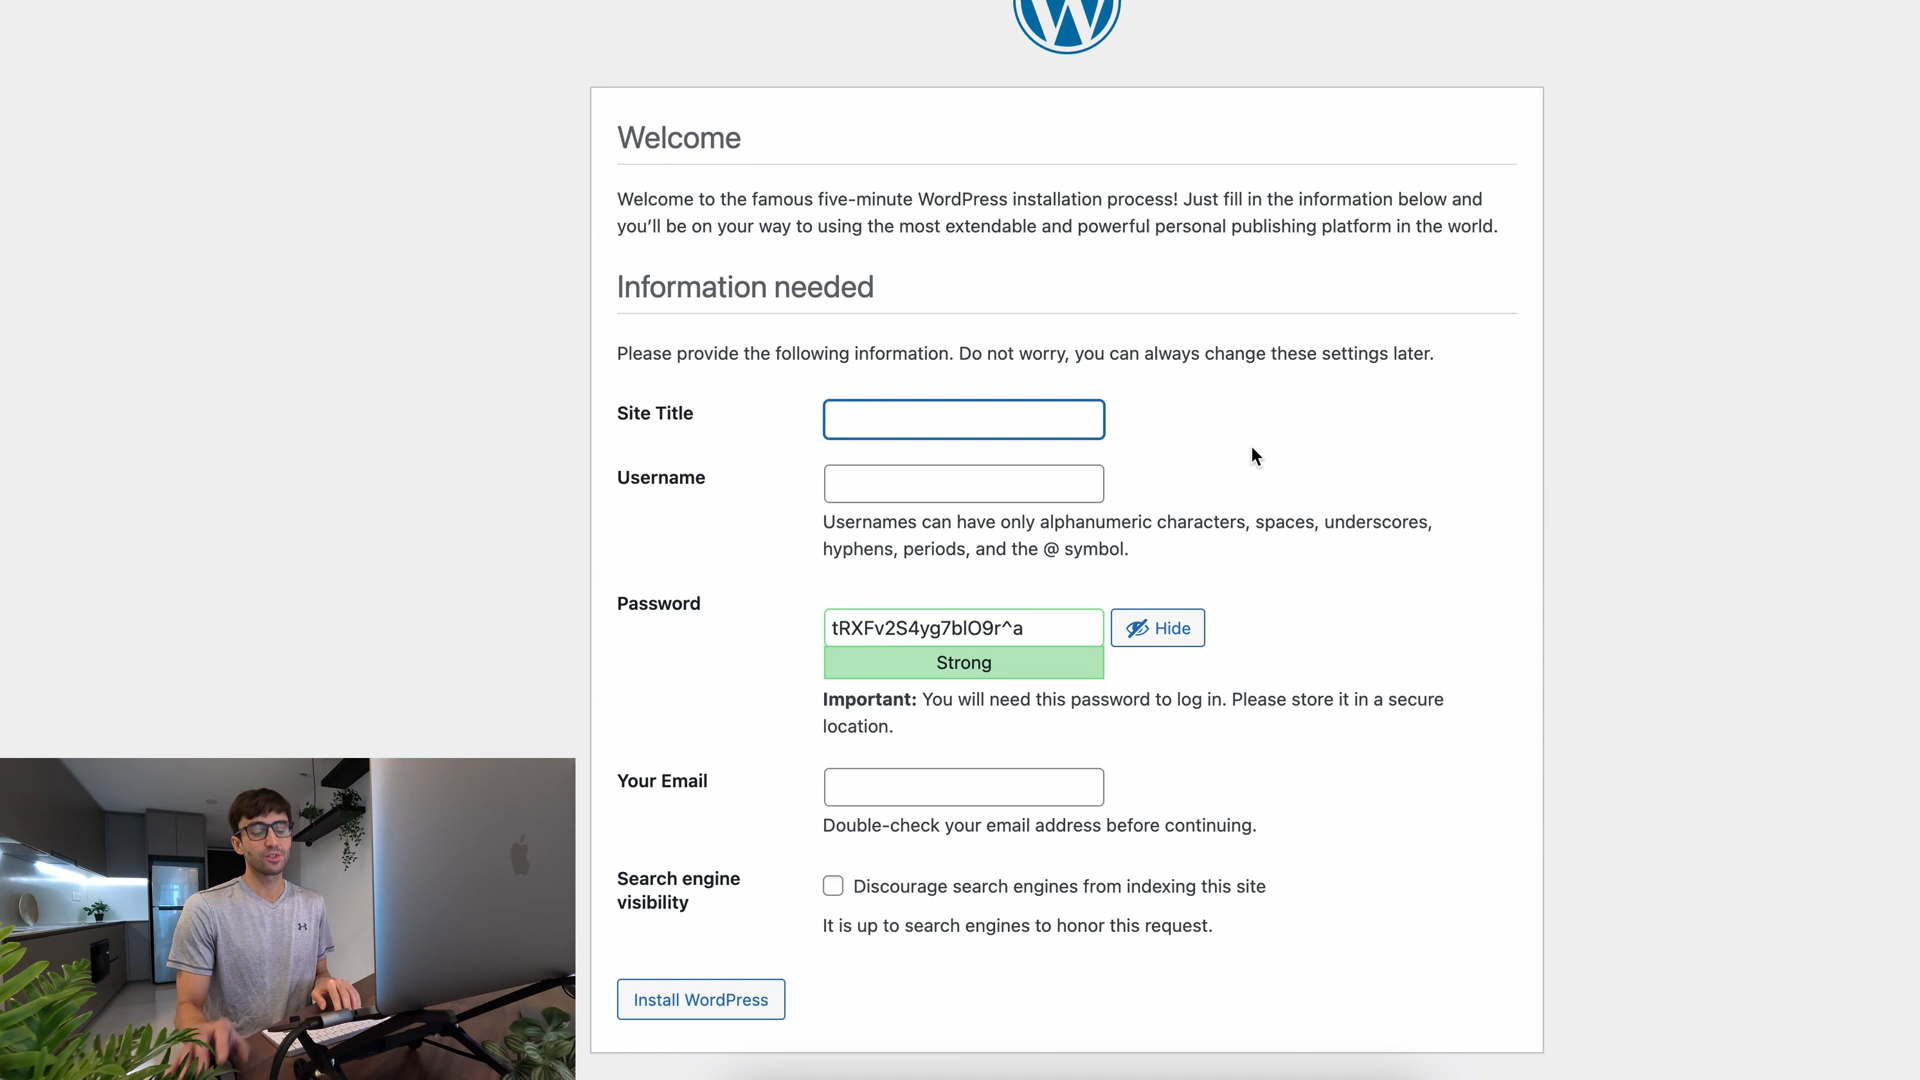 Welcome
Welcome to the famous five-minute WordPress installation process! Just fill in the information below and
you’ll be on your way to using the most extendable and powerful personal publishing platform in the world.
Information needed
Please provide the following information. Do not worry, you can always change these settings later.
Site Title
Username
Usernames can have only alphanumeric characters, spaces, underscores,
hyphens, periods, and the @ symbol.
Password
tRXFv2S4yg7blO9r^a
Hide
Strong
Important: You will need this password to log in. Please store it in a secure
location.
Your Email
Double-check your email address before continuing.
Search engine
visibility
Discourage search engines from indexing this site
It is up to search engines to honor this request.
Install WordPress